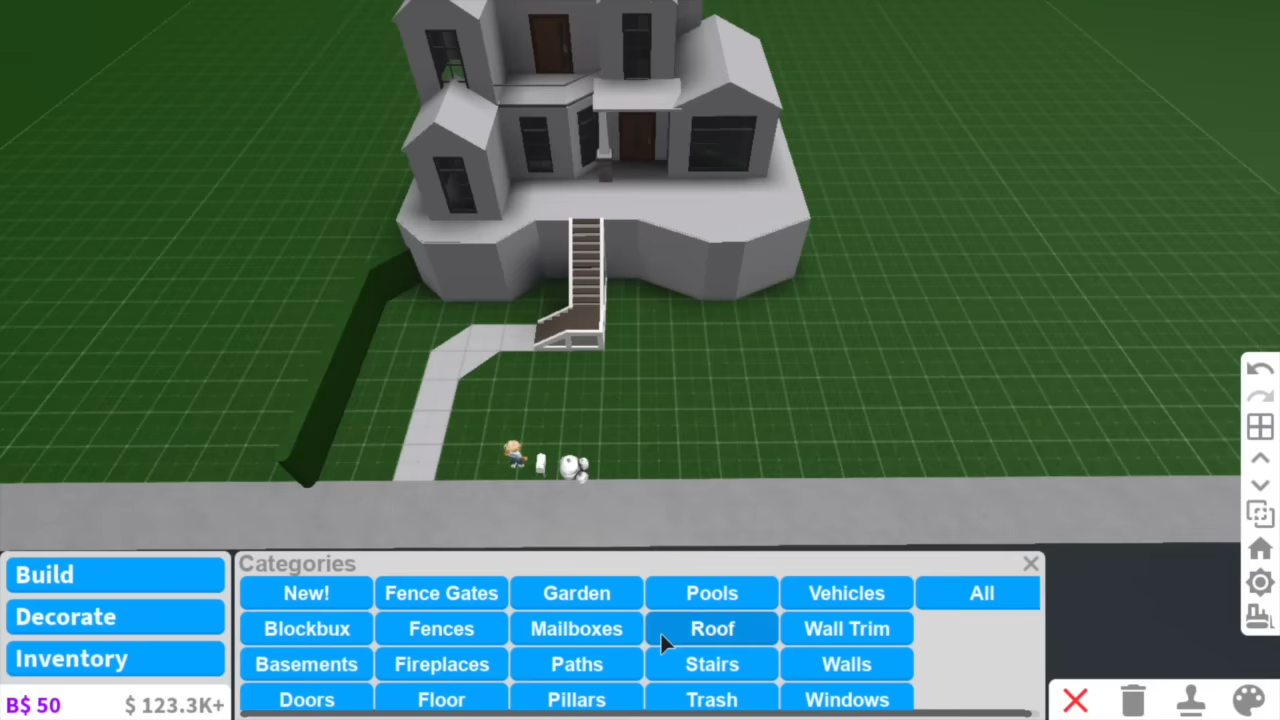 Build
Decorate
Inventory
B$ 50 $ 123.3K+
Categories
New! Fence Gates Garden Pools Vehicles All
Blockbux Fences Mailboxes Roof Wall Trim
Basements Fireplaces Paths Stairs Walls
Doors Floor Pillars Trash Windows